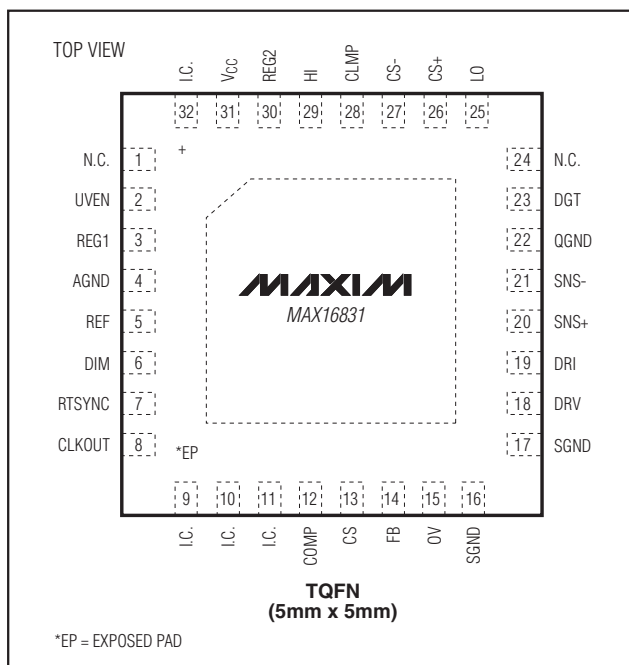 TOP VIEW
I.C. VCC REG2 HI CLMP CS- CS+ LO
32 31 30 29 28 27 26 25
+
N.C. 1 24 N.C.
UVEN 2 23 DGT
REG1 3 22 QGND
AGND 4 21 SNS-
MAXIM
MAX16831
REF 5 20 SNS+
DIM 6 19 DRI
RTSYNC 7 18 DRV
CLKOUT 8 17 SGND
*EP
9 10 11 12 13 14 15 16
I.C. I.C. I.C. COMP CS FB OV SGND
TQFN
(5mm x 5mm)
*EP = EXPOSED PAD